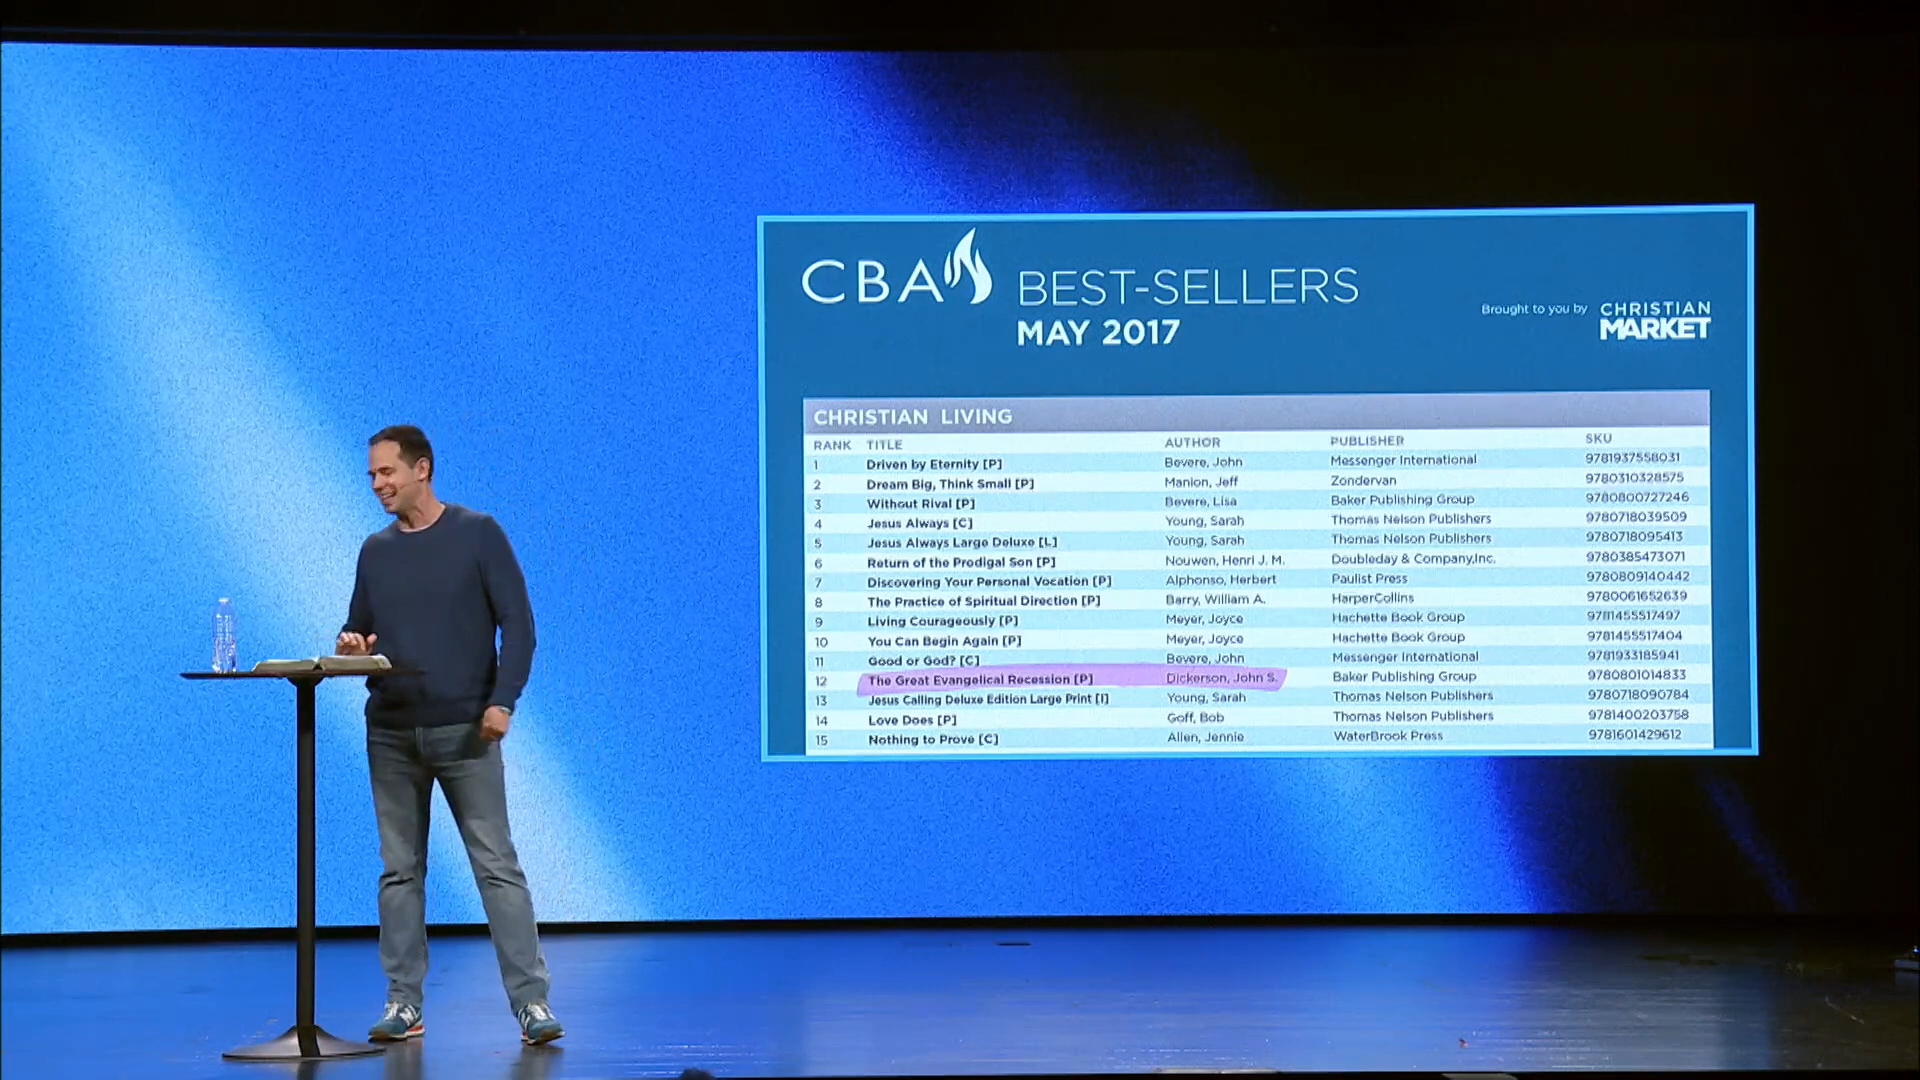 CBA BEST-SELLERS
MAY 2017
Brought to you by CHRISTIAN MARKET
CHRISTIAN LIVING
RANK TITLE AUTHOR PUBLISHER SKU
1 Driven by Eternity [P] Bevere, John Messenger International 9781937558031
2 Dream Big, Think Small [P] Manion, Jeff Zondervan 9780310328575
3 Without Rival [P] Bevere, Lisa Baker Publishing Group 9780800727246
4 Jesus Always [C] Young, Sarah Thomas Nelson Publishers 9780718039509
5 Jesus Always Large Deluxe [L] Young, Sarah Thomas Nelson Publishers 9780718095413
6 Return of the Prodigal Son [P] Nouwen, Henri J. M. Doubleday & Company,Inc. 9780385473071
7 Discovering Your Personal Vocation [P] Alphonso, Herbert Paulist Press 9780809140442
8 The Practice of Spiritual Direction [P] Barry, William A. HarperCollins 9780061652639
9 Living Courageously [P] Meyer, Joyce Hachette Book Group 9781455517497
10 You Can Begin Again [P] Meyer, Joyce Hachette Book Group 9781455517404
11 Good or God? [C] Bevere, John Messenger International 9781933185941
12 The Great Evangelical Recession [P] Dickerson, John S. Baker Publishing Group 9780801014833
13 Jesus Calling Deluxe Edition Large Print [I] Young, Sarah Thomas Nelson Publishers 9780718090784
14 Love Does [P] Goff, Bob Thomas Nelson Publishers 9781400203758
15 Nothing to Prove [C] Allen, Jennie WaterBrook Press 9781601429612